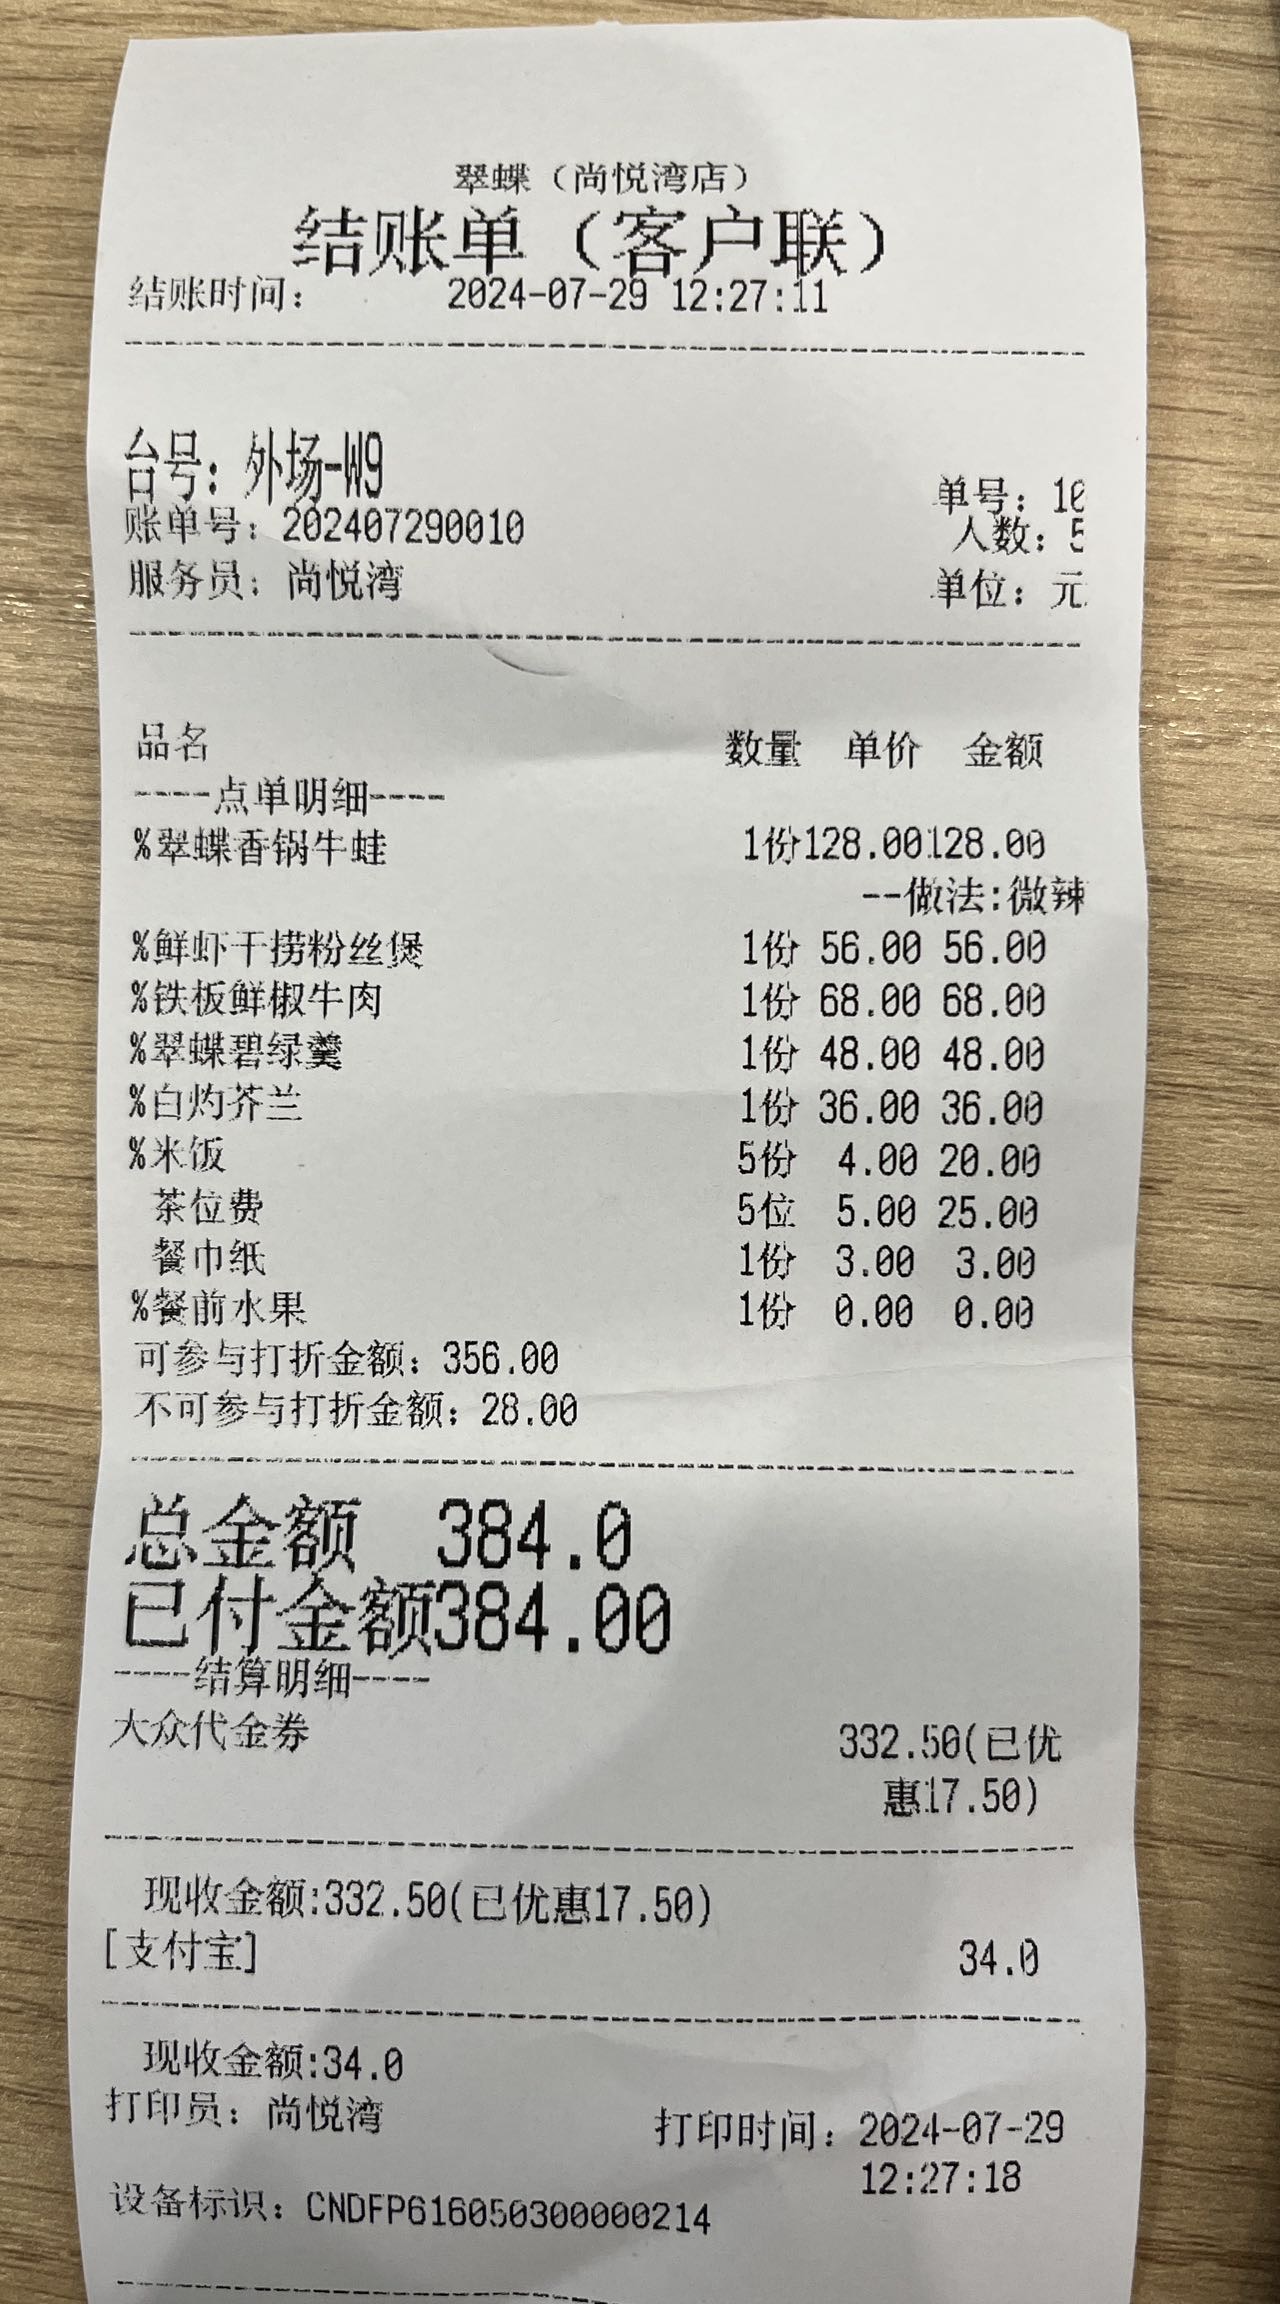 翠蝶（尚悦湾店）
结账单（客户联）
结账时间： 2024-07-29 12:27:11
台号：外场-W9
单号：10
账单号：202407290010
人数：5
服务员：尚悦湾
单位：元
品名 数量 单价 金额
----点单明细----
%翠蝶香锅牛蛙 1份128.00128.00
--做法:微辣
%鲜虾干捞粉丝煲 1份 56.00 56.00
%铁板鲜椒牛肉 1份 68.00 68.00
%翠蝶碧绿羹 1份 48.00 48.00
%白灼芥兰 1份 36.00 36.00
%米饭 5份 4.00 20.00
茶位费 5位 5.00 25.00
餐巾纸 1份 3.00 3.00
%餐前水果 1份 0.00 0.00
可参与打折金额：356.00
不可参与打折金额：28.00
总金额 384.0
已付金额384.00
----结算明细----
大众代金券 332.50(已优
惠17.50)
现收金额:332.50(已优惠17.50)
[支付宝] 34.0
现收金额:34.0
打印员：尚悦湾 打印时间：2024-07-29
12:27:18
设备标识：CNDFP616050300000214